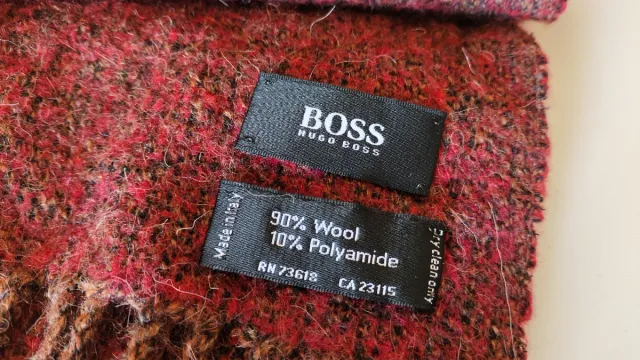 BOSS
HUGO BOSS
Made in Italy
90% Wool
10% Polyamide
RN 73618 CA 23115
Dry clean only